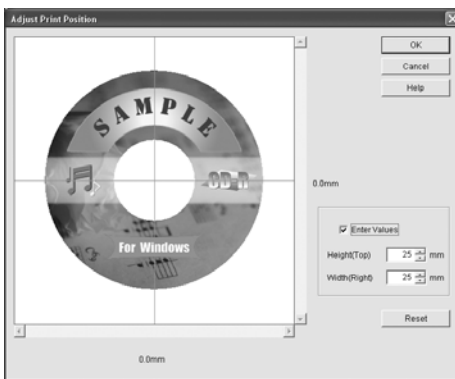 Adjust Print Position
OK
Cancel
Help
SAMPLE
CD-R
For Windows
0.0mm
Enter Values
Height(Top) 25 mm
Width(Right) 25 mm
Reset
0.0mm